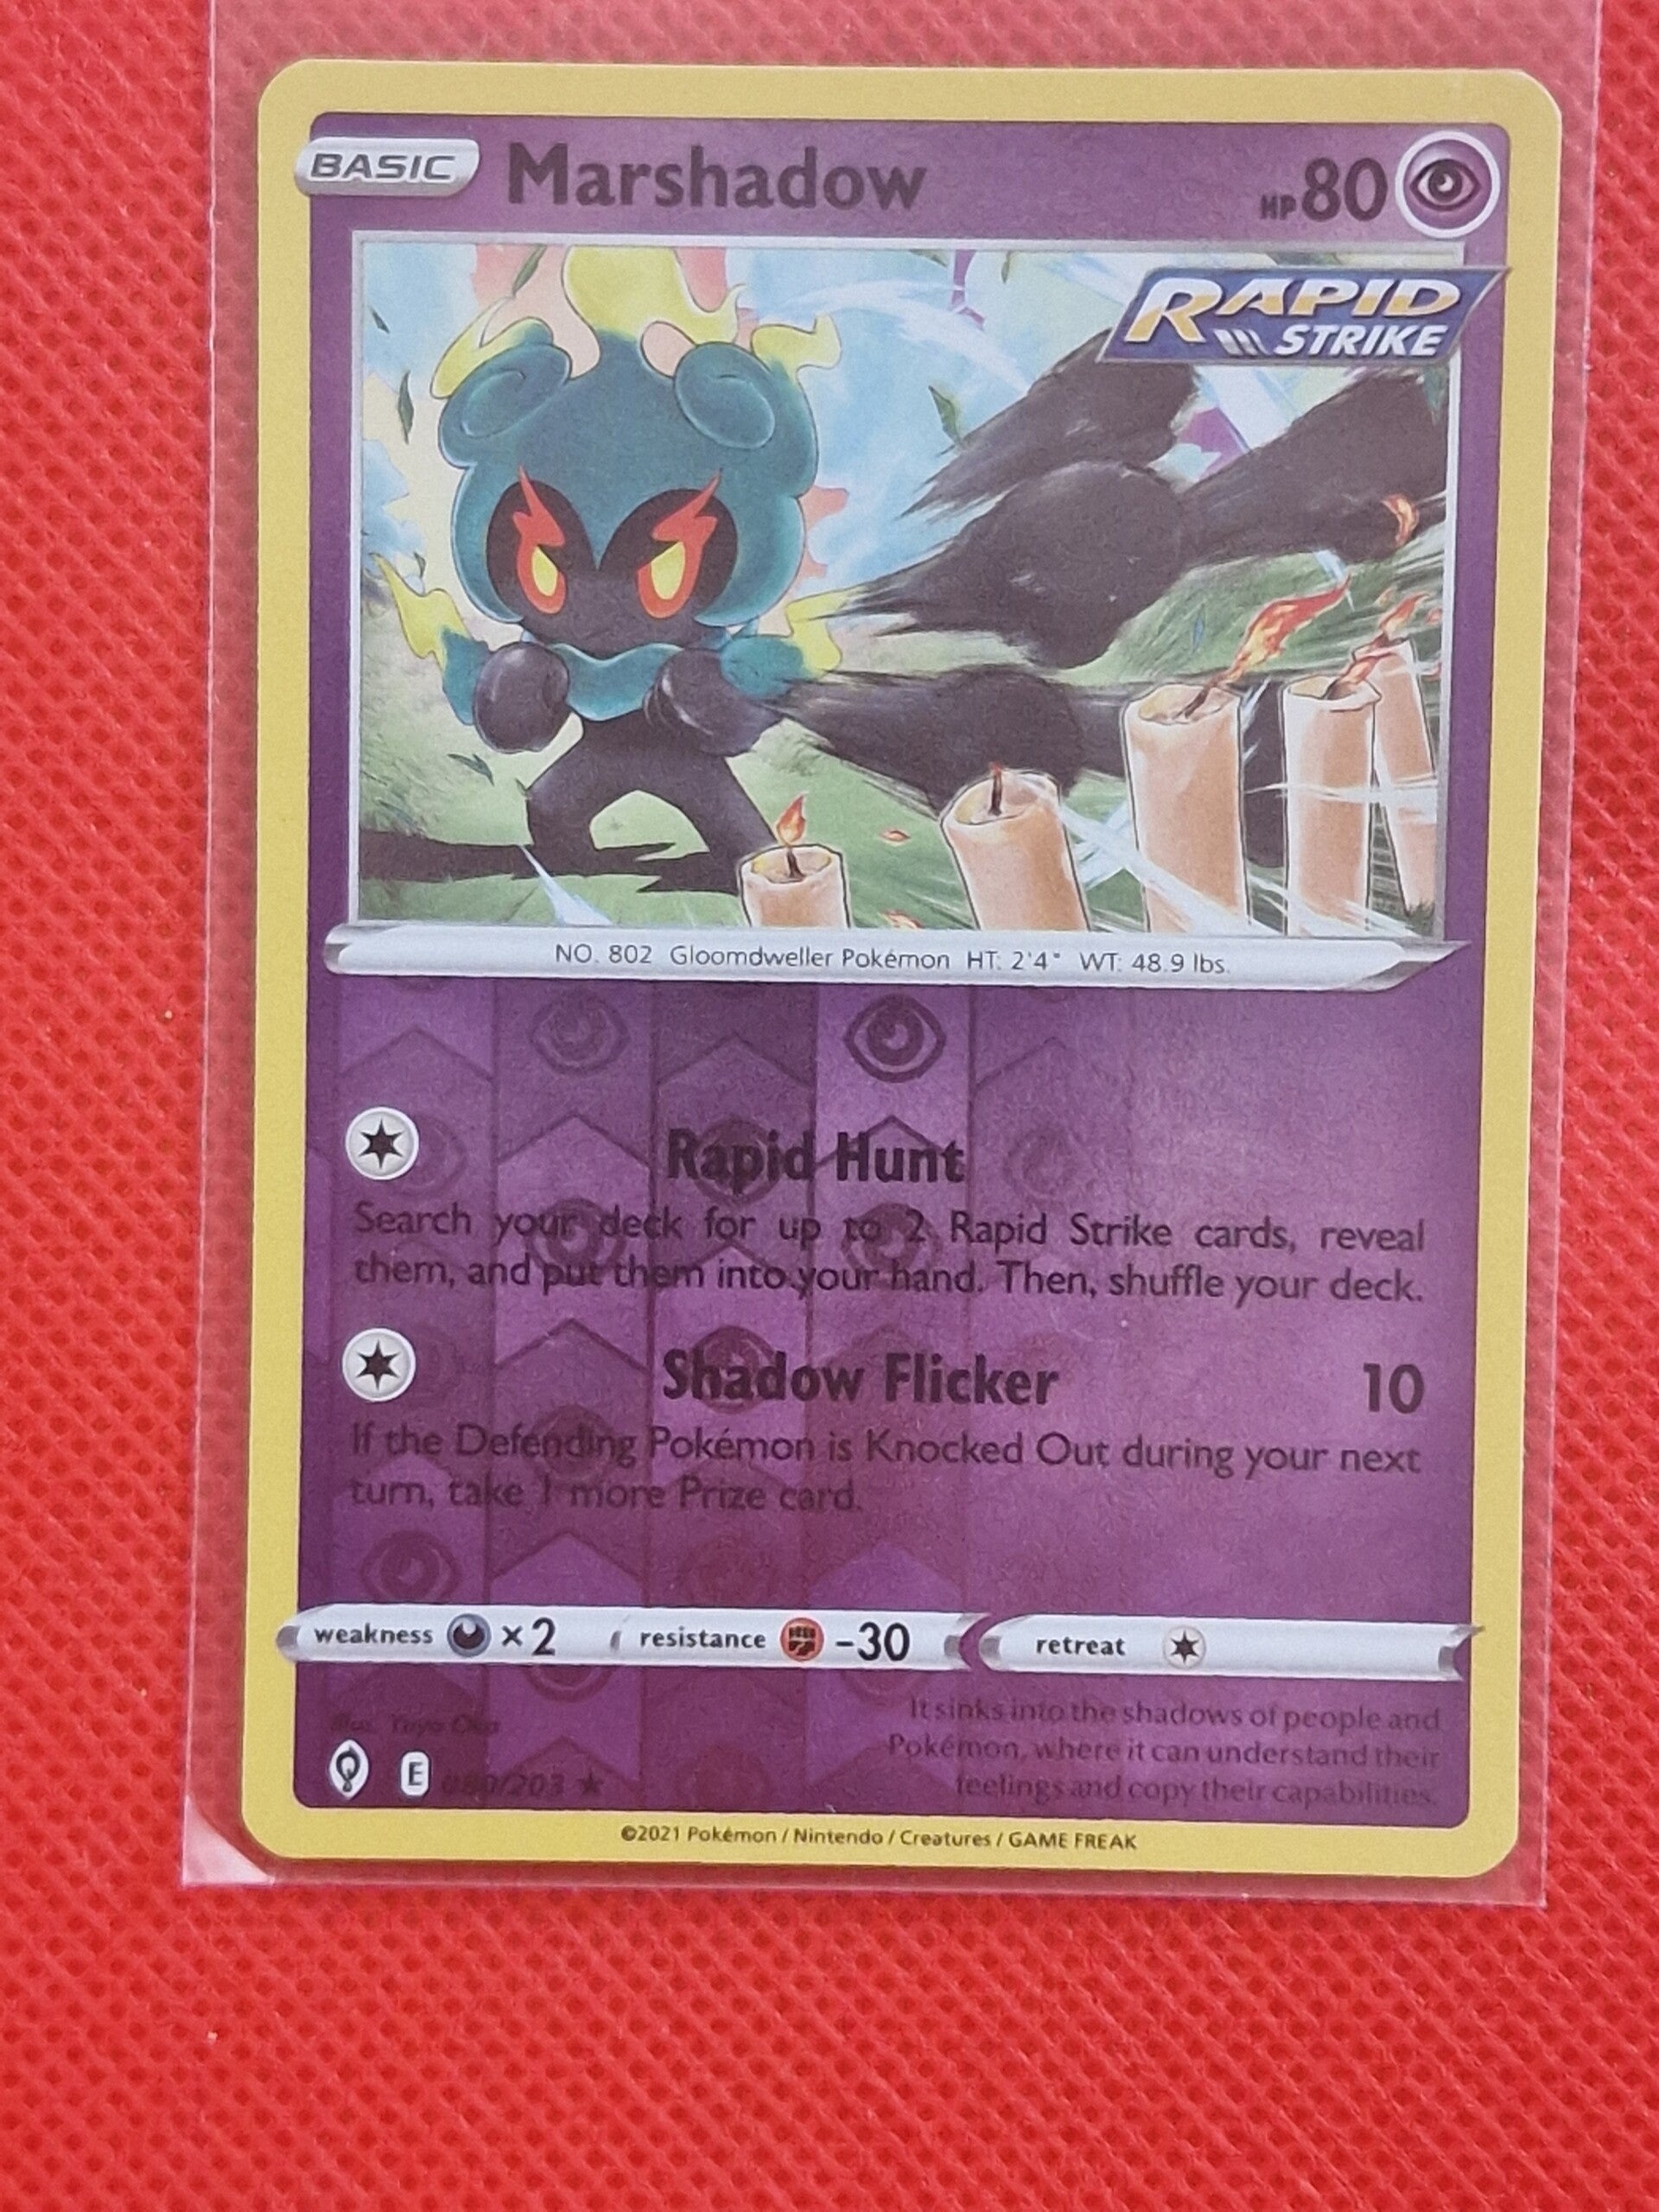 BASIC Marshadow HP 80
RAPID
STRIKE
NO. 802 Gloomdweller Pokémon HT: 2'4" WT: 48.9 lbs.
Rapid Hunt
Search your deck for up to 2 Rapid Strike cards, reveal
them, and put them into your hand. Then, shuffle your deck.
Shadow Flicker 10
If the Defending Pokémon is Knocked Out during your next
turn, take 1 more Prize card.
weakness ×2 resistance -30 retreat
It sinks into the shadows of people and
Pokémon, where it can understand their
feelings and copy their capabilities.
Illus.
E 080/203
©2021 Pokémon / Nintendo / Creatures / GAME FREAK